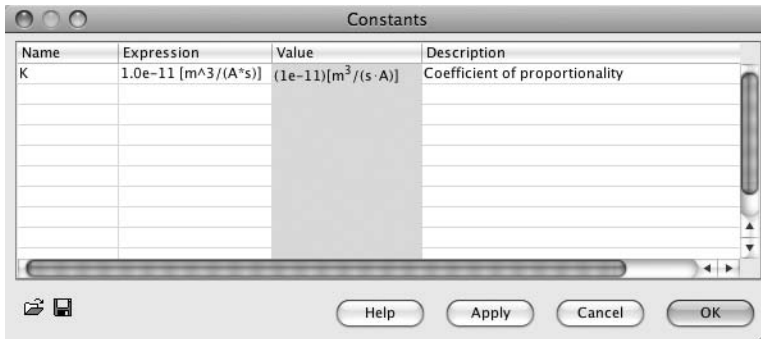 Constants
Name Expression Value Description
K 1.0e-11 [m^3/(A*s)] (1e-11)[m³/(s·A)] Coefficient of proportionality
Help Apply Cancel OK